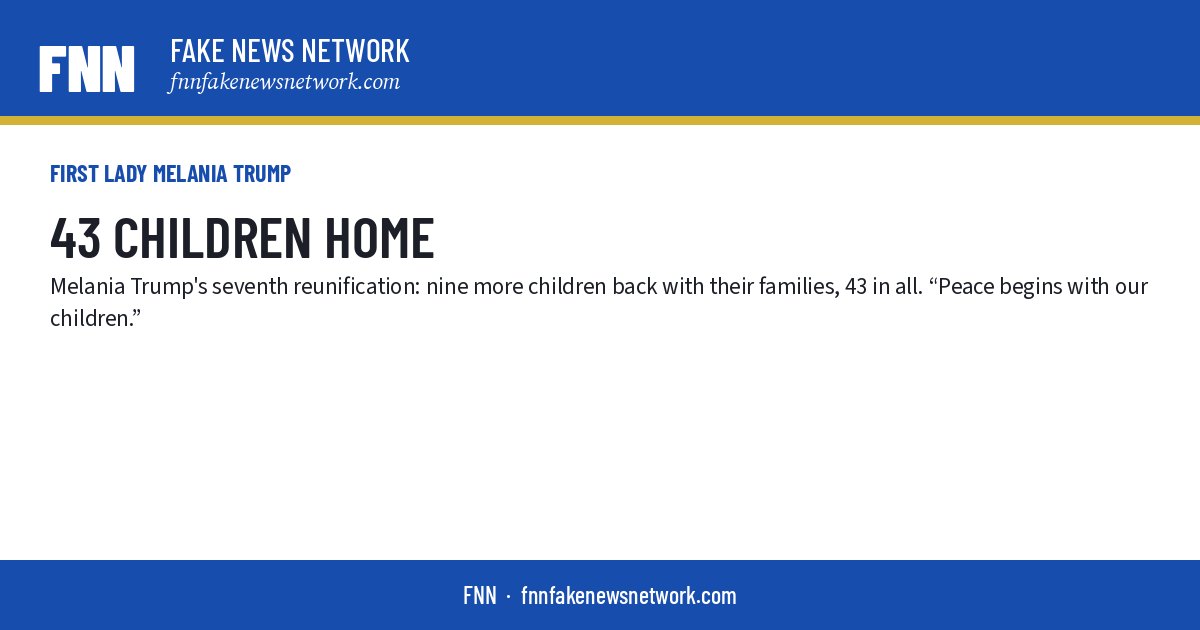 FNN
FAKE NEWS NETWORK
fnnfakenewsnetwork.com
FIRST LADY MELANIA TRUMP
43 CHILDREN HOME
Melania Trump's seventh reunification: nine more children back with their families, 43 in all. “Peace begins with our
children.”
FNN · fnnfakenewsnetwork.com